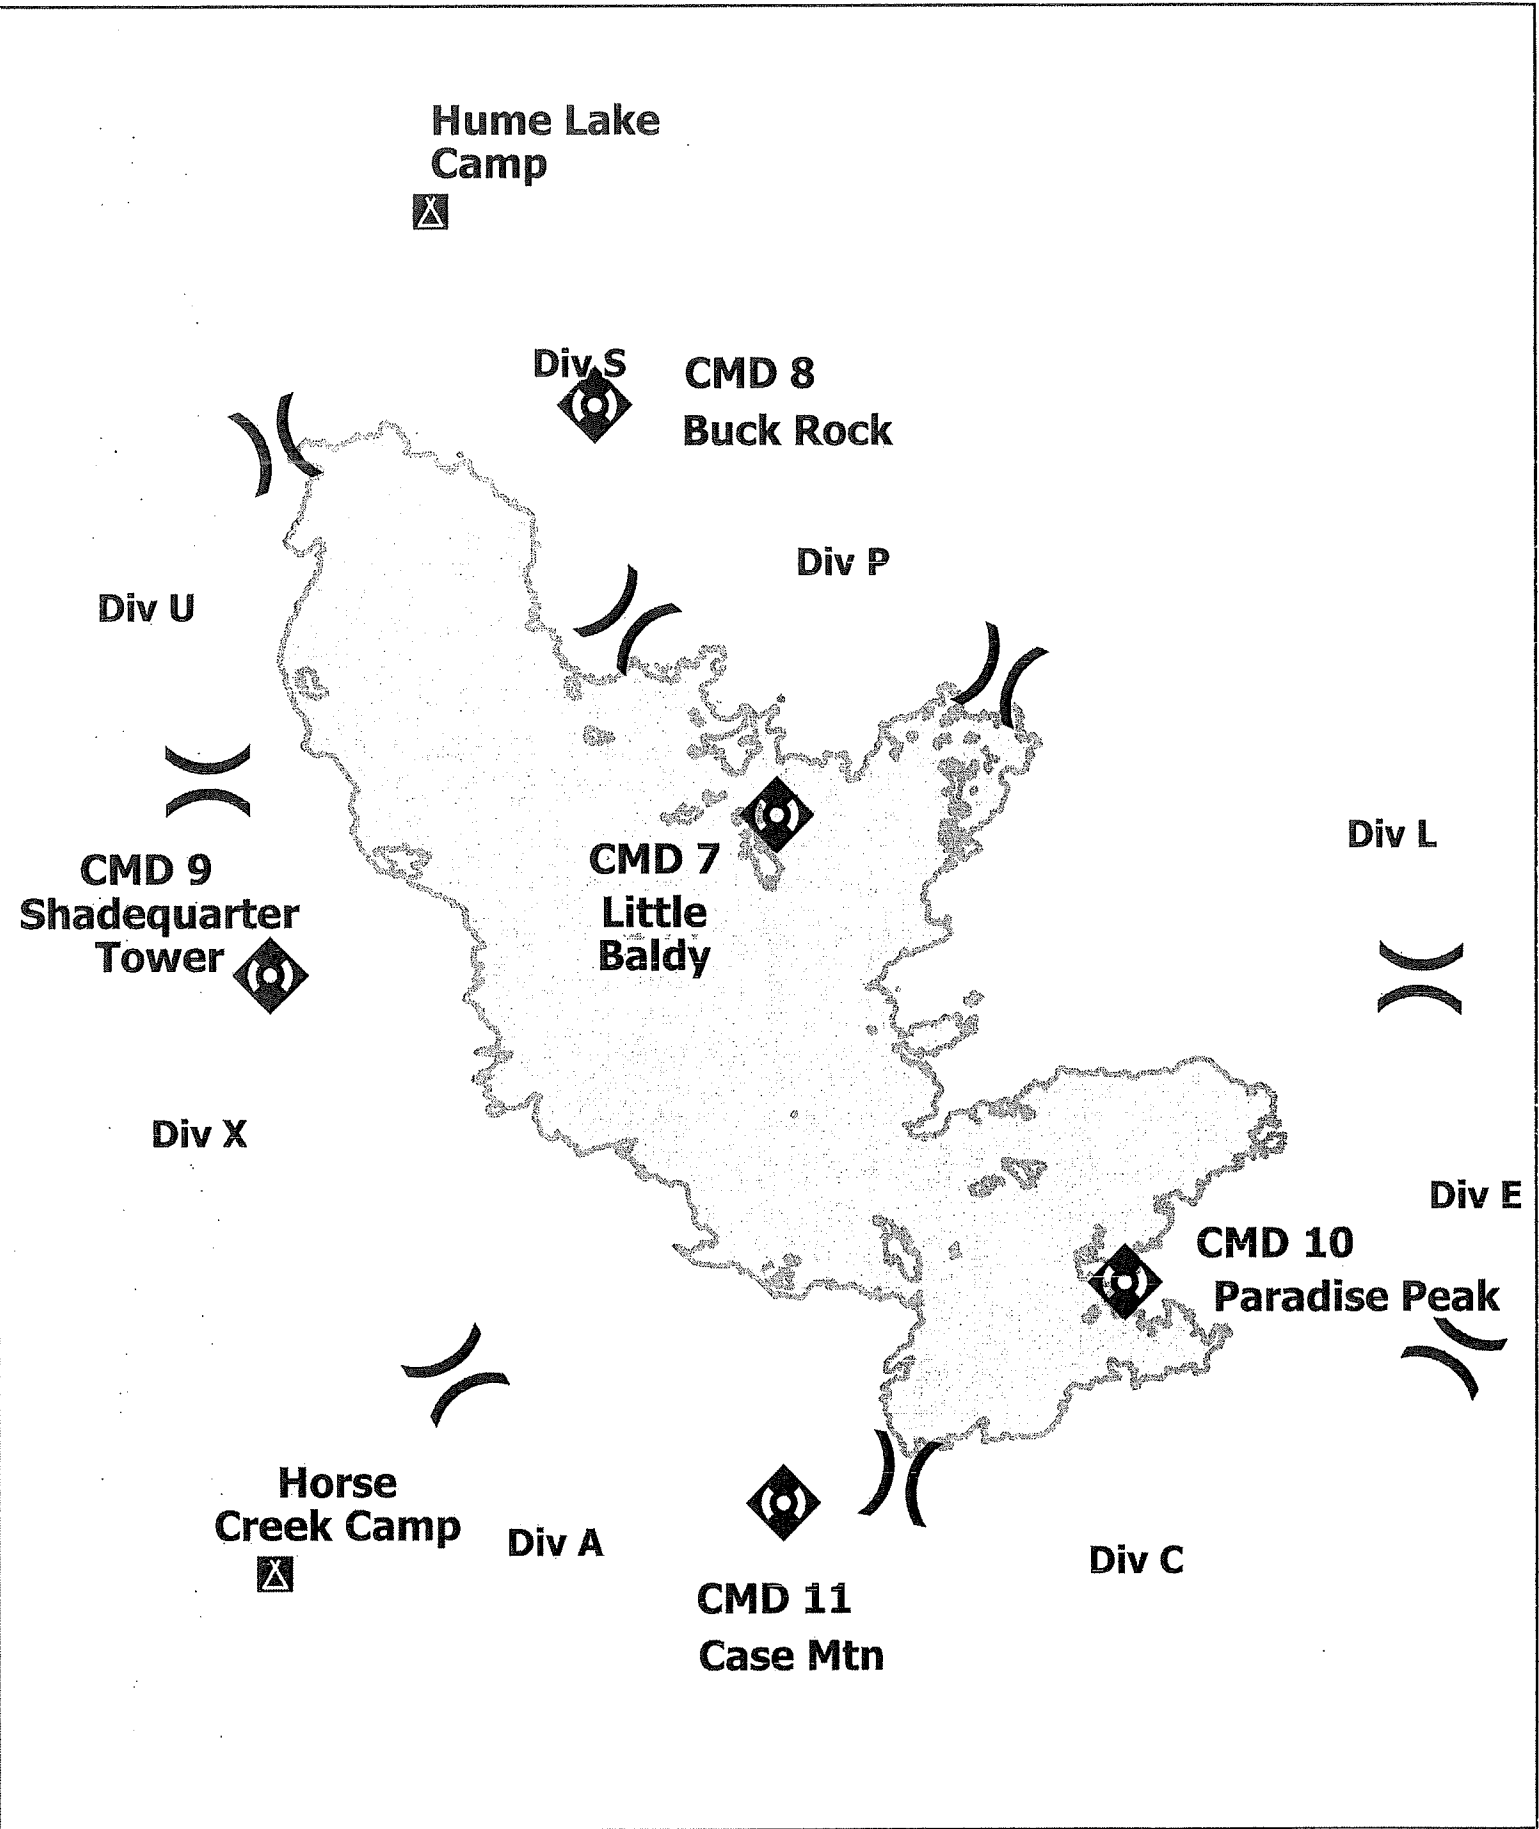 Hume Lake
Camp
Div S
CMD 8
Buck Rock
Div P
Div U
Div L
CMD 9
Shadequarter
Tower
CMD 7
Little
Baldy
Div X
Div E
CMD 10
Paradise Peak
Horse
Creek Camp
Div A
Div C
CMD 11
Case Mtn